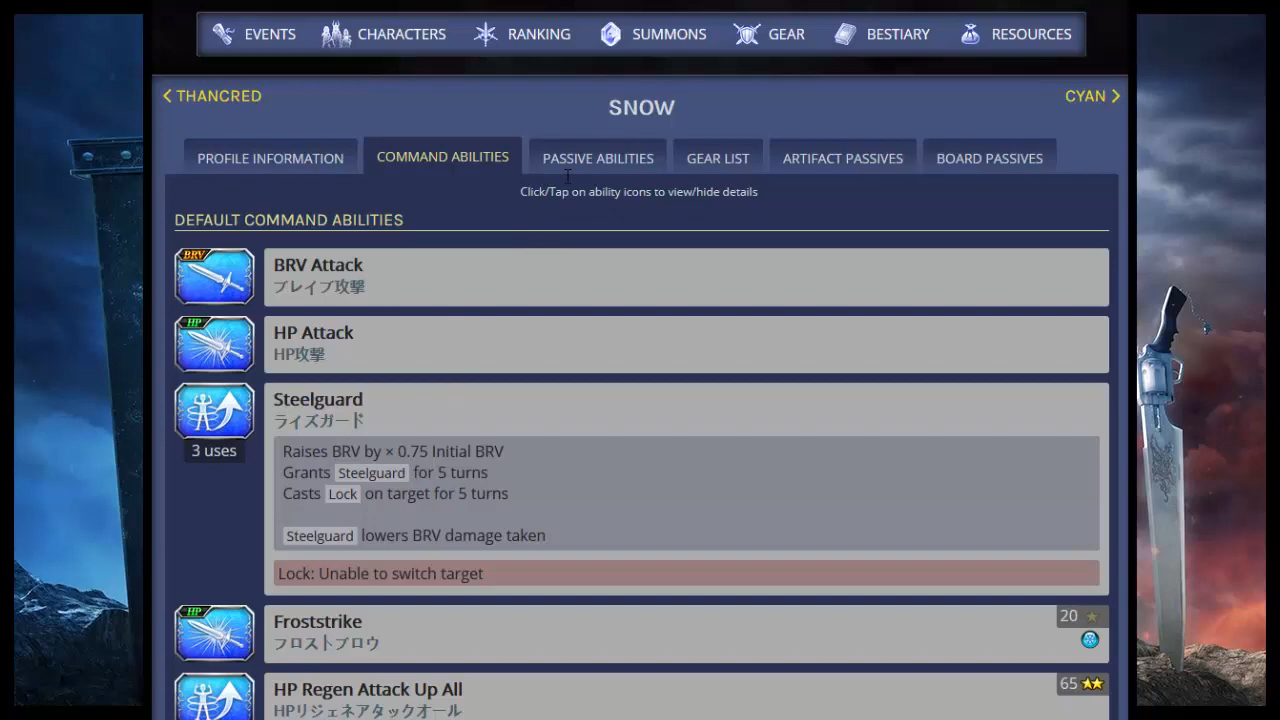 EVENTS CHARACTERS RANKING SUMMONS GEAR BESTIARY RESOURCES
THANCRED
SNOW
CYAN
PROFILE INFORMATION COMMAND ABILITIES PASSIVE ABILITIES GEAR LIST ARTIFACT PASSIVES BOARD PASSIVES
Click/Tap on ability icons to view/hide details
DEFAULT COMMAND ABILITIES
BRV
BRV Attack
ブレイブ攻撃
HP
HP Attack
HP攻撃
Steelguard
ライズガード
3 uses
Raises BRV by × 0.75 Initial BRV
Grants Steelguard for 5 turns
Casts Lock on target for 5 turns
Steelguard lowers BRV damage taken
Lock: Unable to switch target
HP
Froststrike
フロストブロウ
20
HP Regen Attack Up All
HPリジェネアタックオール
65